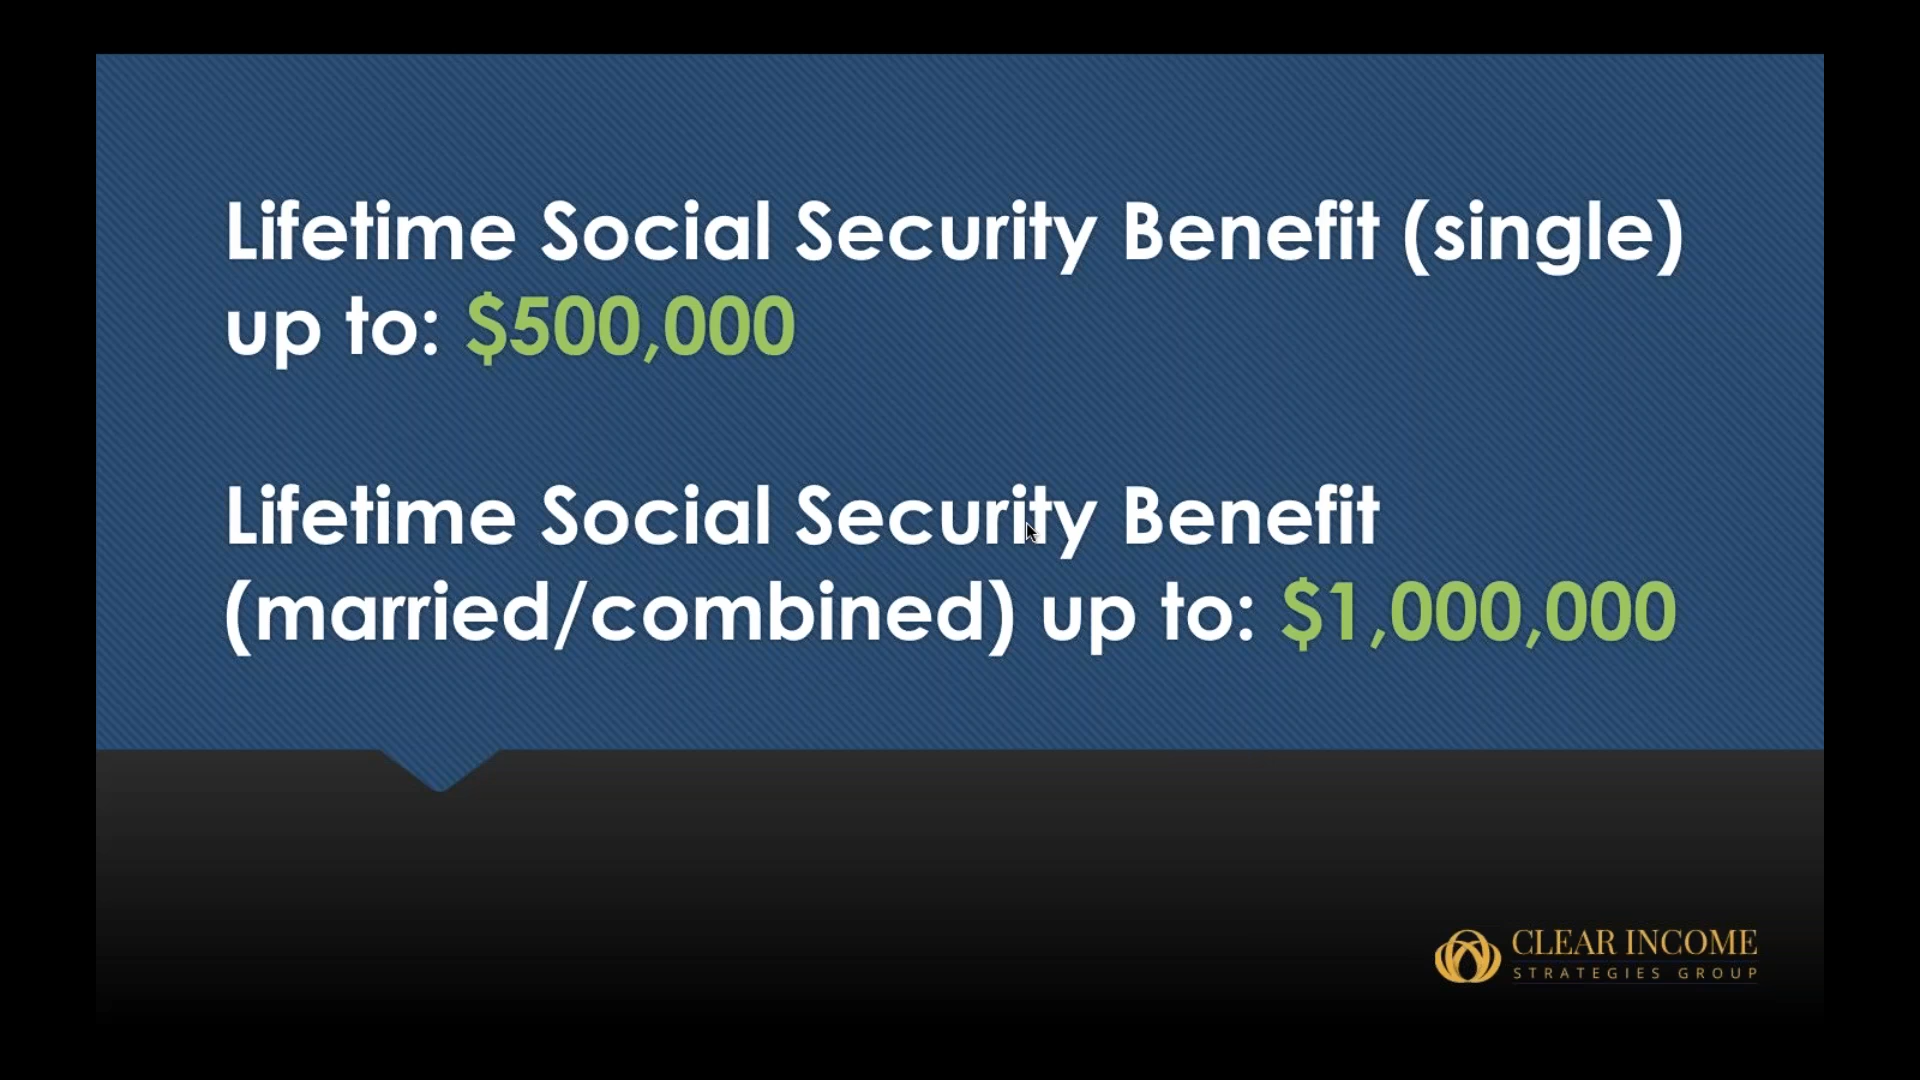 Lifetime Social Security Benefit (single)
up to: $500,000
Lifetime Social Security Benefit
(married/combined) up to: $1,000,000
CLEAR INCOME
STRATEGIES GROUP